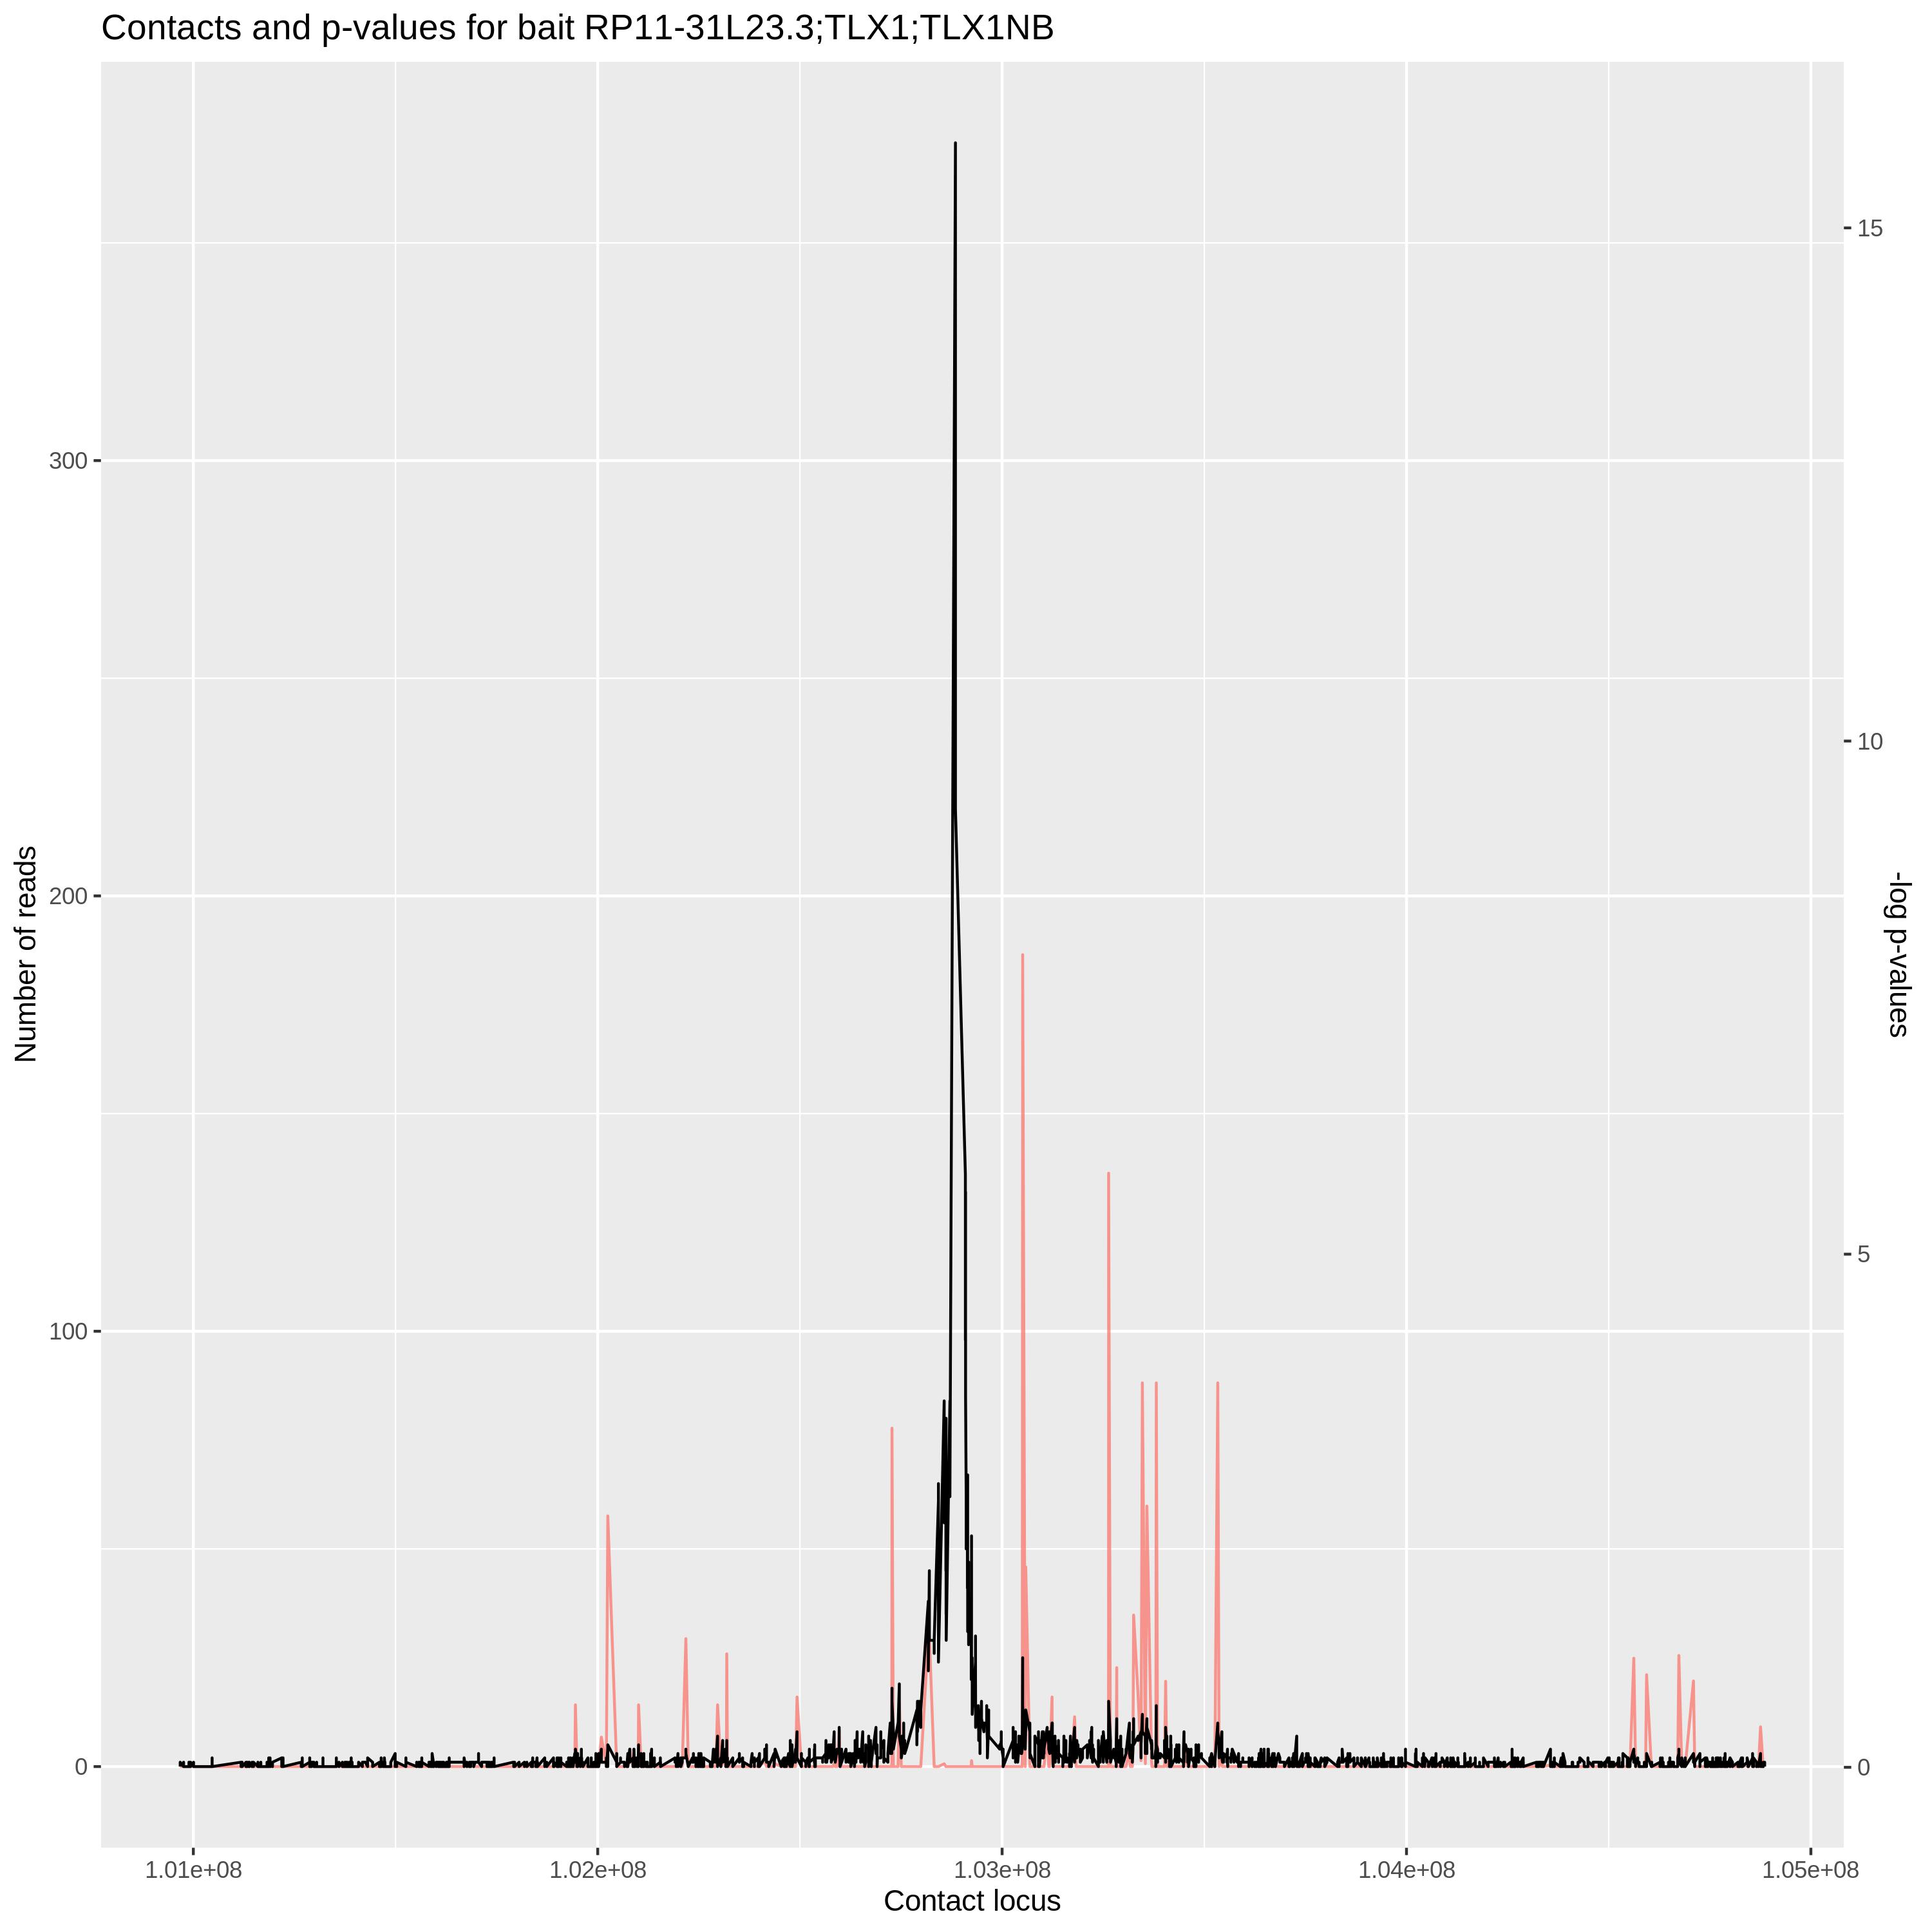 Contacts and p-values for bait RP11-31L23.3;TLX1;TLX1NB
Number of reads
300
200
100
0
15
10
5
0
-log p-values
1.01e+08
1.02e+08
1.03e+08
1.04e+08
1.05e+08
Contact locus